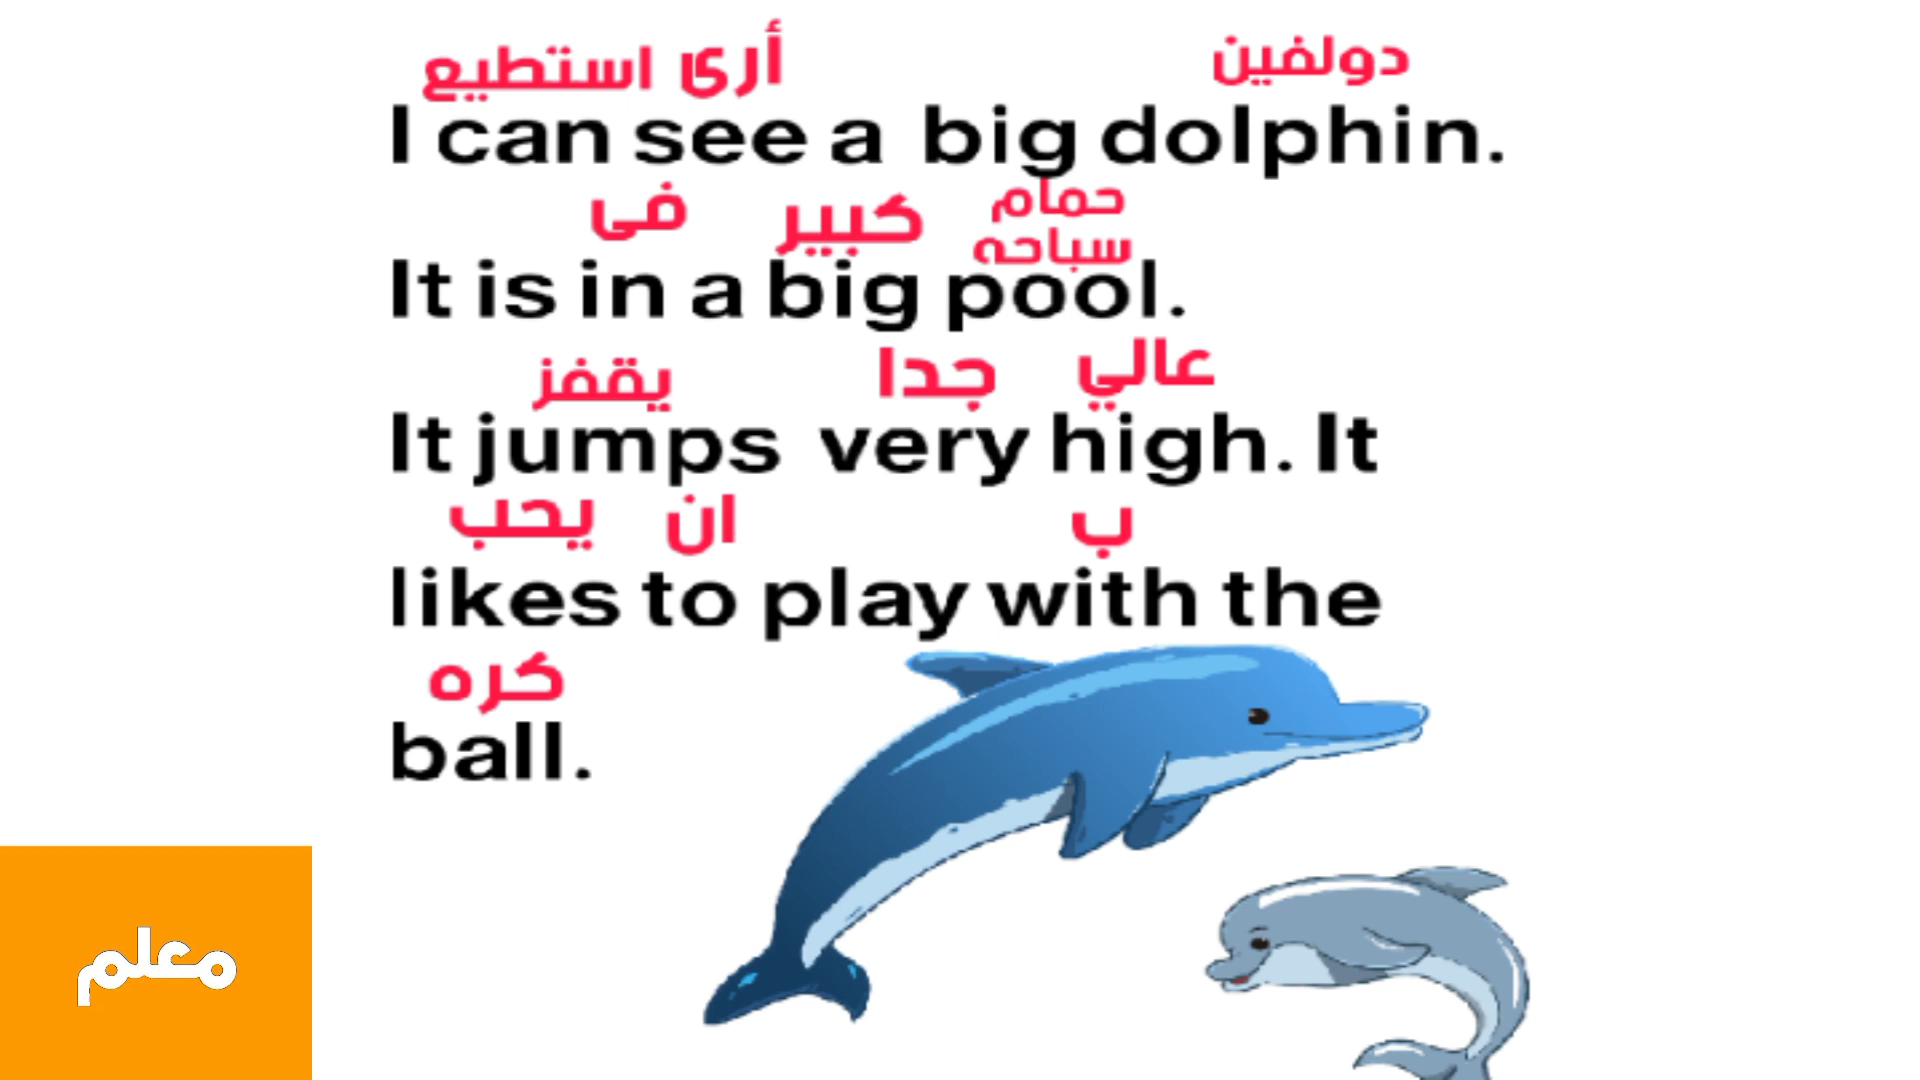 استطيع أرى دولفين
I can see a big dolphin.
فى كبير حمام
سباحه
It is in a big pool.
يقفز جدا عالي
It jumps very high. It
يحب ان ب
likes to play with the
كره
ball.
معلم